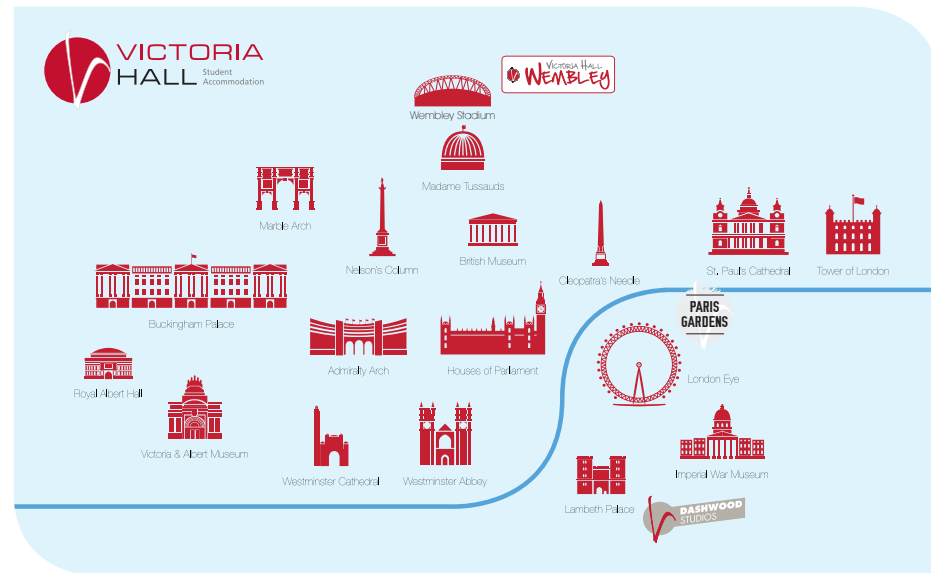 VICTORIA
HALL Student
Accommodation
VICTORIA HALL
WEMBLEY
Wembley Stadium
Madame Tussauds
Marble Arch
Nelson's Column
British Museum
Cleopatra's Needle
St. Paul's Cathedral
Tower of London
Buckingham Palace
PARIS
GARDENS
Admiralty Arch
Houses of Parliament
London Eye
Royal Albert Hall
Victoria & Albert Museum
Westminster Cathedral
Westminster Abbey
Imperial War Museum
Lambeth Palace
DASHWOOD
STUDIOS